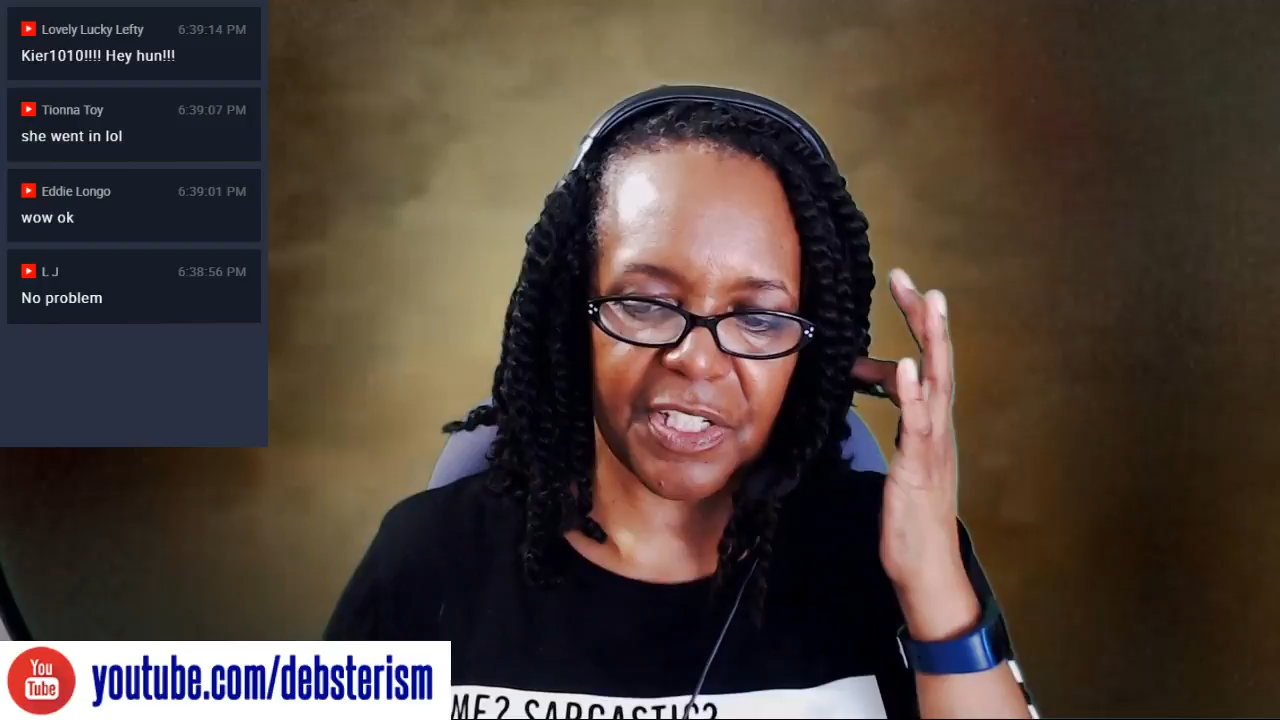 Lovely Lucky Lefty 6:39:14 PM
Kier1010!!!! Hey hun!!!
Tionna Toy 6:39:07 PM
she went in lol
Eddie Longo 6:39:01 PM
wow ok
L J 6:38:56 PM
No problem
You
Tube
youtube.com/debsterism
ME? SARCASTIC?